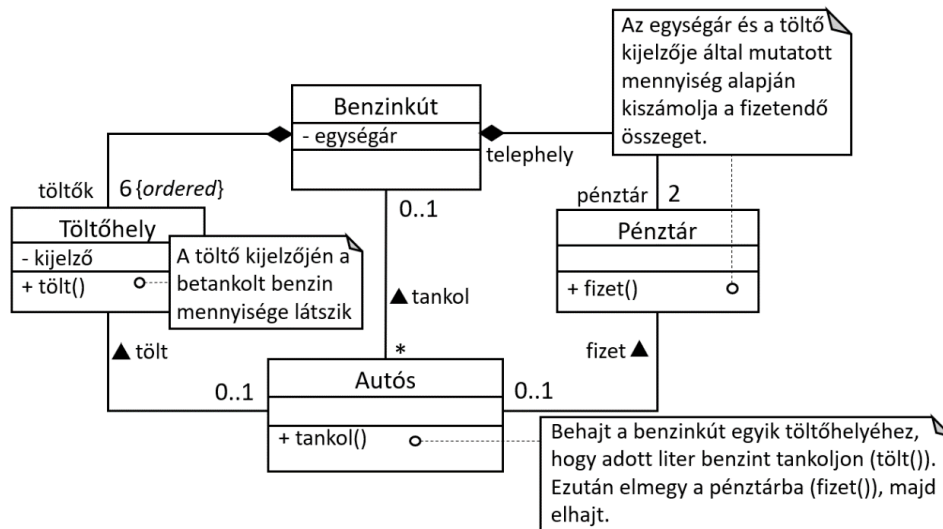 Az egységár és a töltő
kijelzője által mutatott
mennyiség alapján
kiszámolja a fizetendő
összeget.
Benzinkút
- egységár
telephely
töltők
6 {ordered}
0..1
pénztár
2
Töltőhely
- kijelző
+ tölt()
A töltő kijelzőjén a
betankolt benzin
mennyisége látszik
Pénztár
+ fizet()
▲ tankol
▲ tölt
*
fizet ▲
0..1
Autós
+ tankol()
0..1
Behajt a benzinkút egyik töltőhelyéhez,
hogy adott liter benzint tankoljon (tölt()).
Ezután elmegy a pénztárba (fizet()), majd
elhajt.